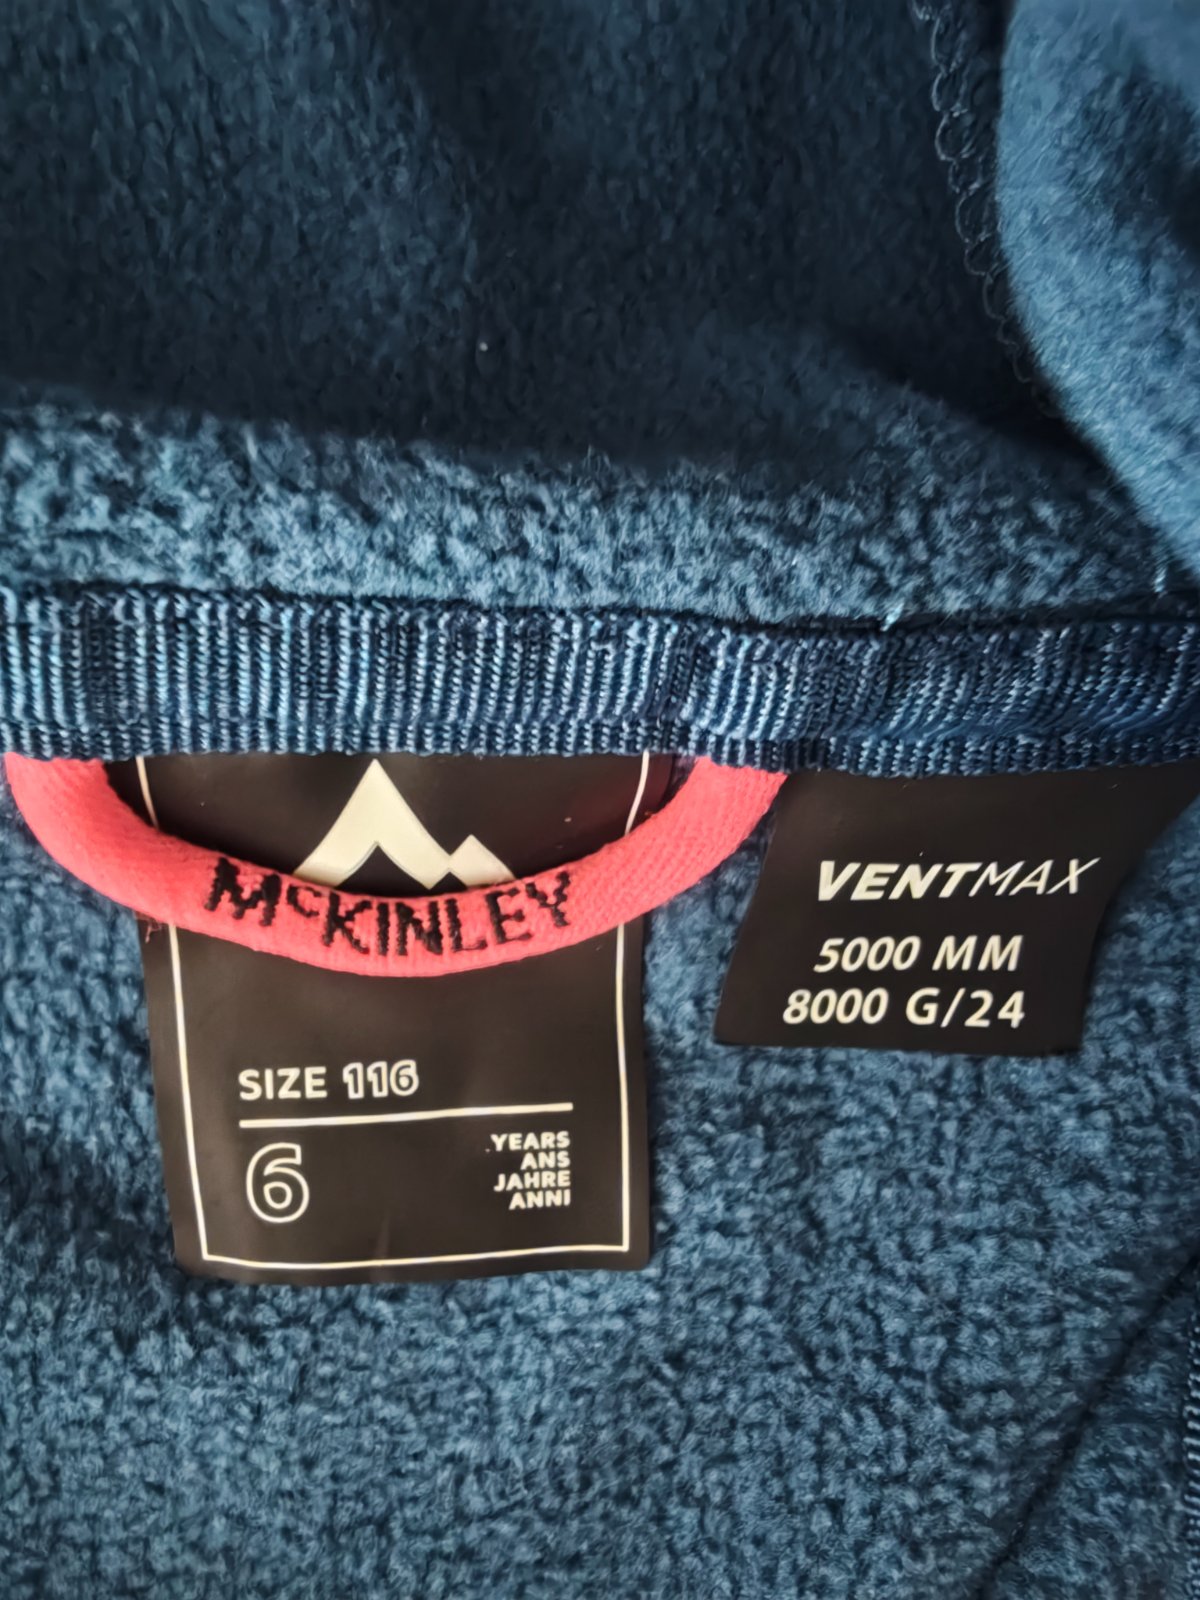 McKINLEY
SIZE 116
6
YEARS
ANS
JAHRE
ANNI
VENTMAX
5000 MM
8000 G/24